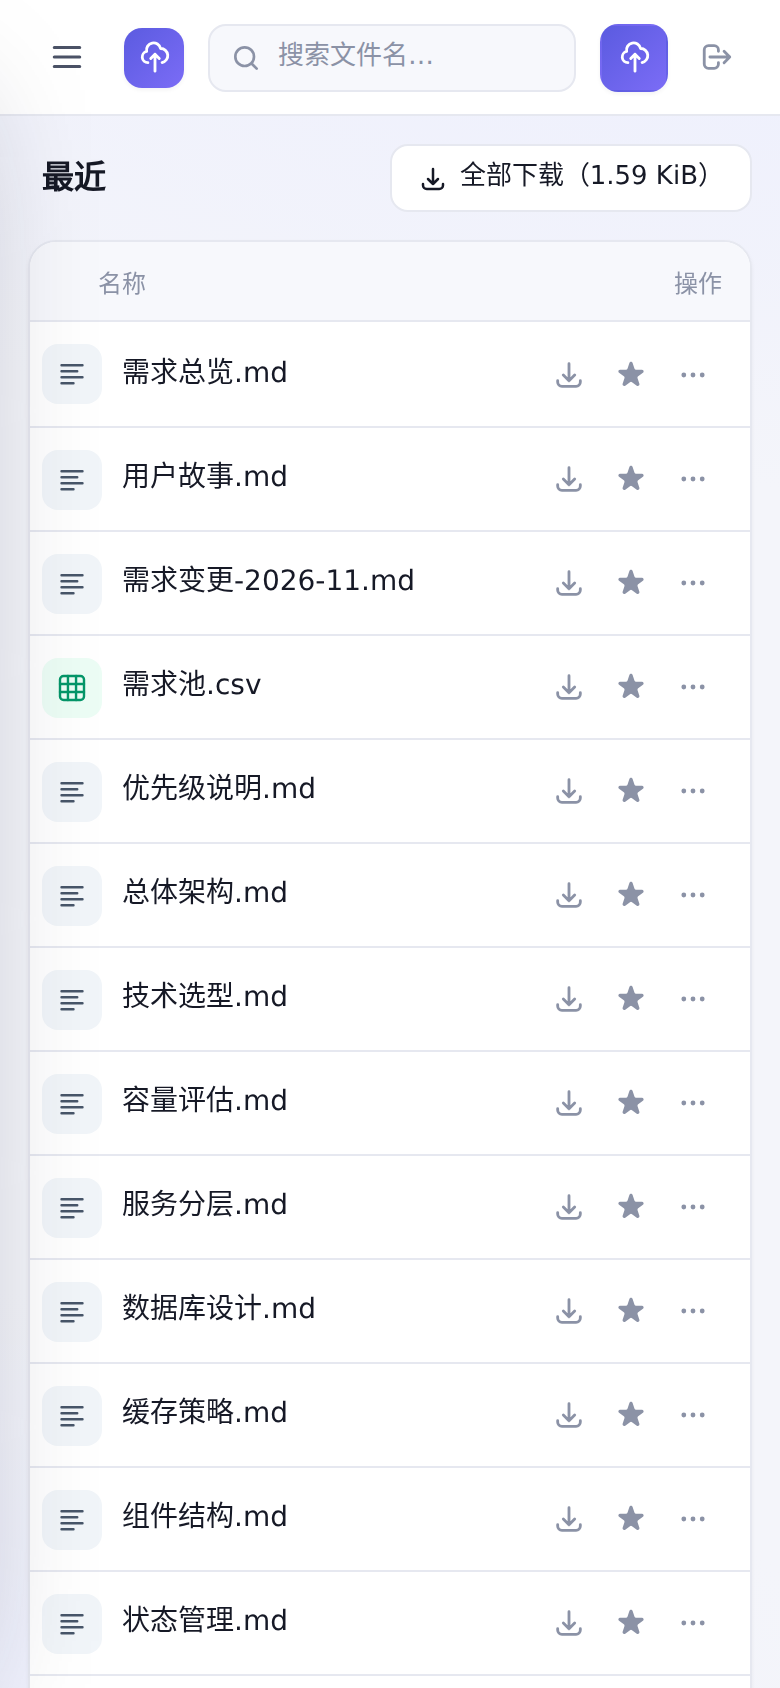 搜索文件名...
最近
全部下载（1.59 KiB）
名称
操作
需求总览.md
用户故事.md
需求变更-2026-11.md
需求池.csv
优先级说明.md
总体架构.md
技术选型.md
容量评估.md
服务分层.md
数据库设计.md
缓存策略.md
组件结构.md
状态管理.md